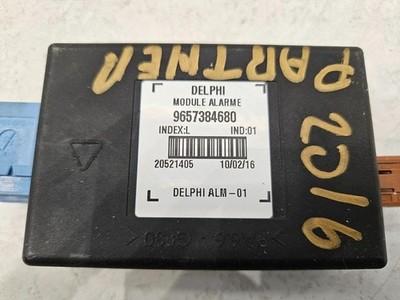 PARTNER
P 2016
DELPHI
MODULE ALARME
9657384680
INDEX:L IND:01
20521405 10/02/16
DELPHI ALM-01